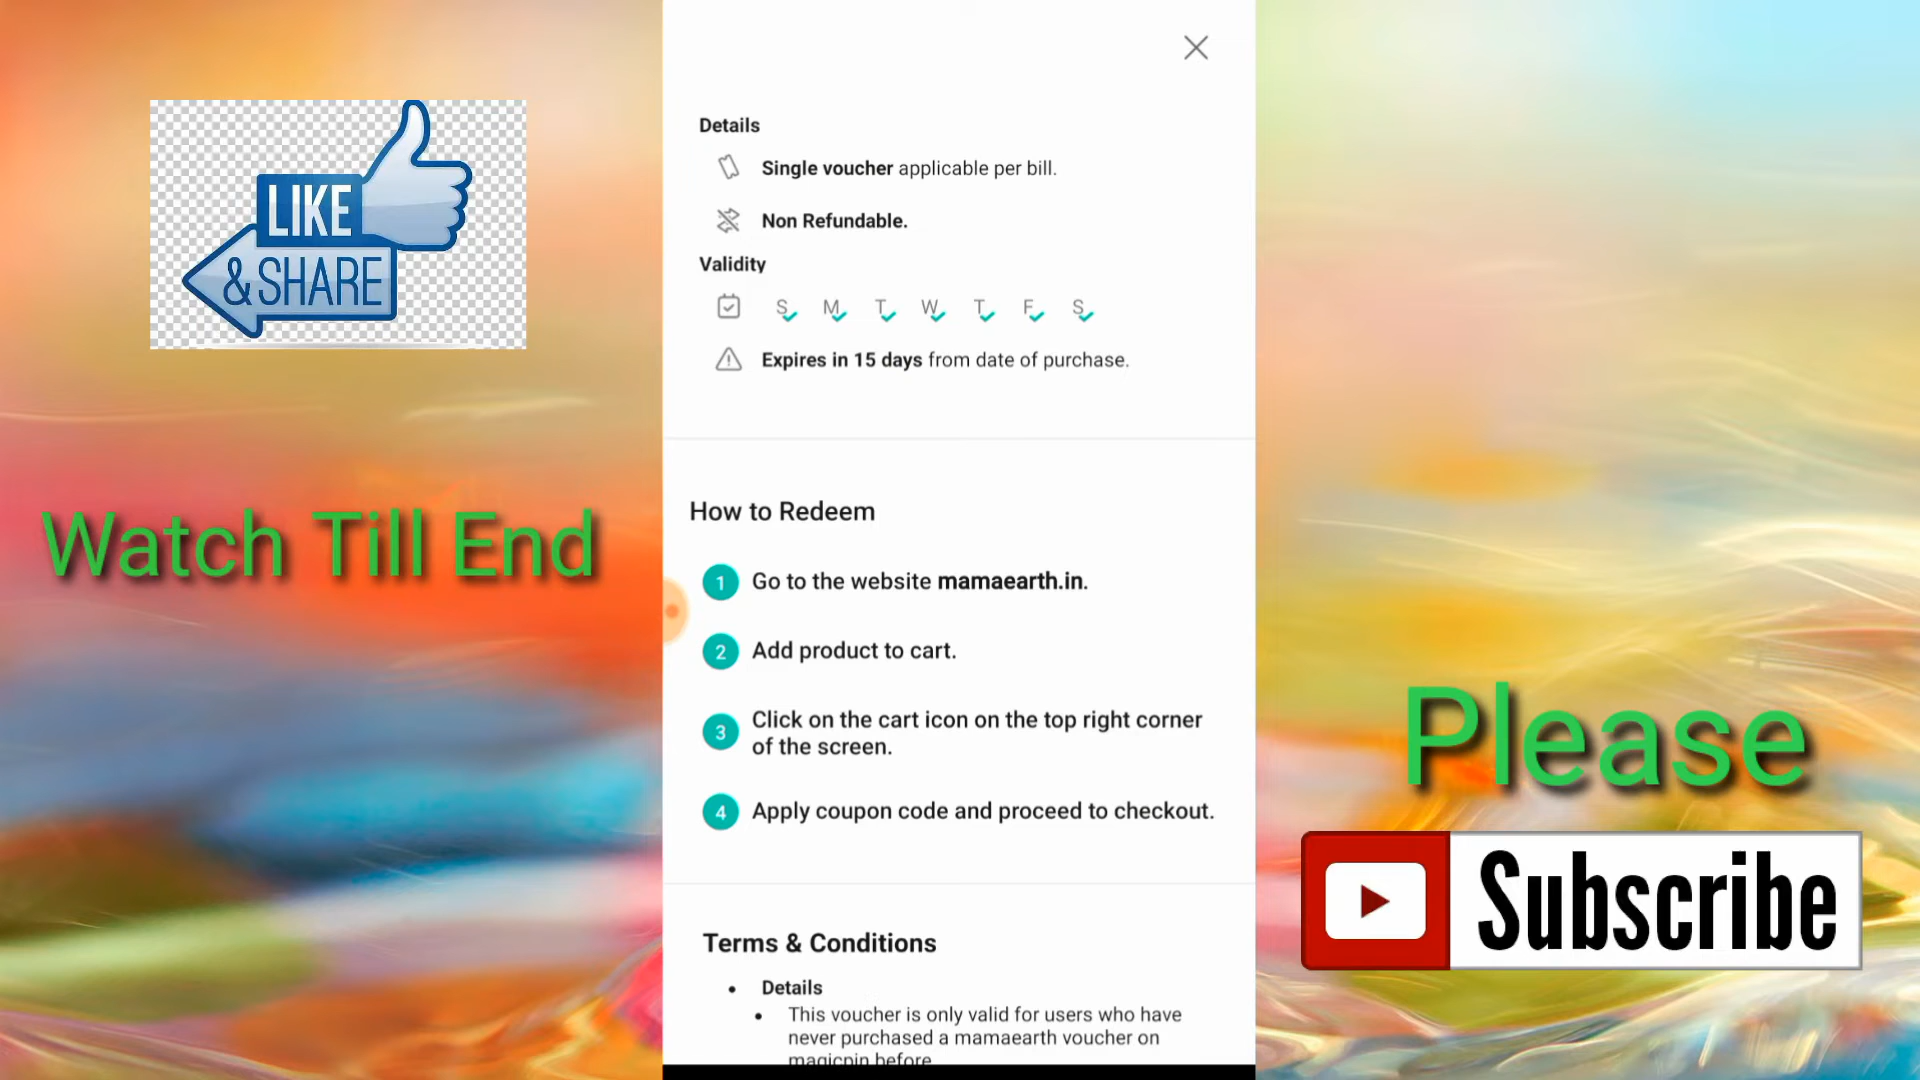 LIKE
& SHARE
Watch Till End
Details
Single voucher applicable per bill.
Non Refundable.
Validity
S M T W T F S
Expires in 15 days from date of purchase.
How to Redeem
1 Go to the website mamaearth.in.
2 Add product to cart.
3 Click on the cart icon on the top right corner
of the screen.
4 Apply coupon code and proceed to checkout.
Terms & Conditions
• Details
• This voucher is only valid for users who have
never purchased a mamaearth voucher on
magicpin before
Please
Subscribe